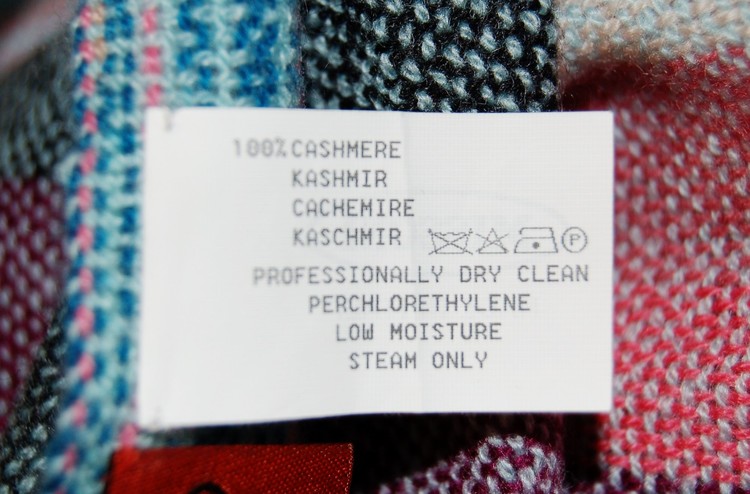 100% CASHMERE
KASHMIR
CACHEMIRE
KASCHMIR P
PROFESSIONALLY DRY CLEAN
PERCHLORETHYLENE
LOW MOISTURE
STEAM ONLY